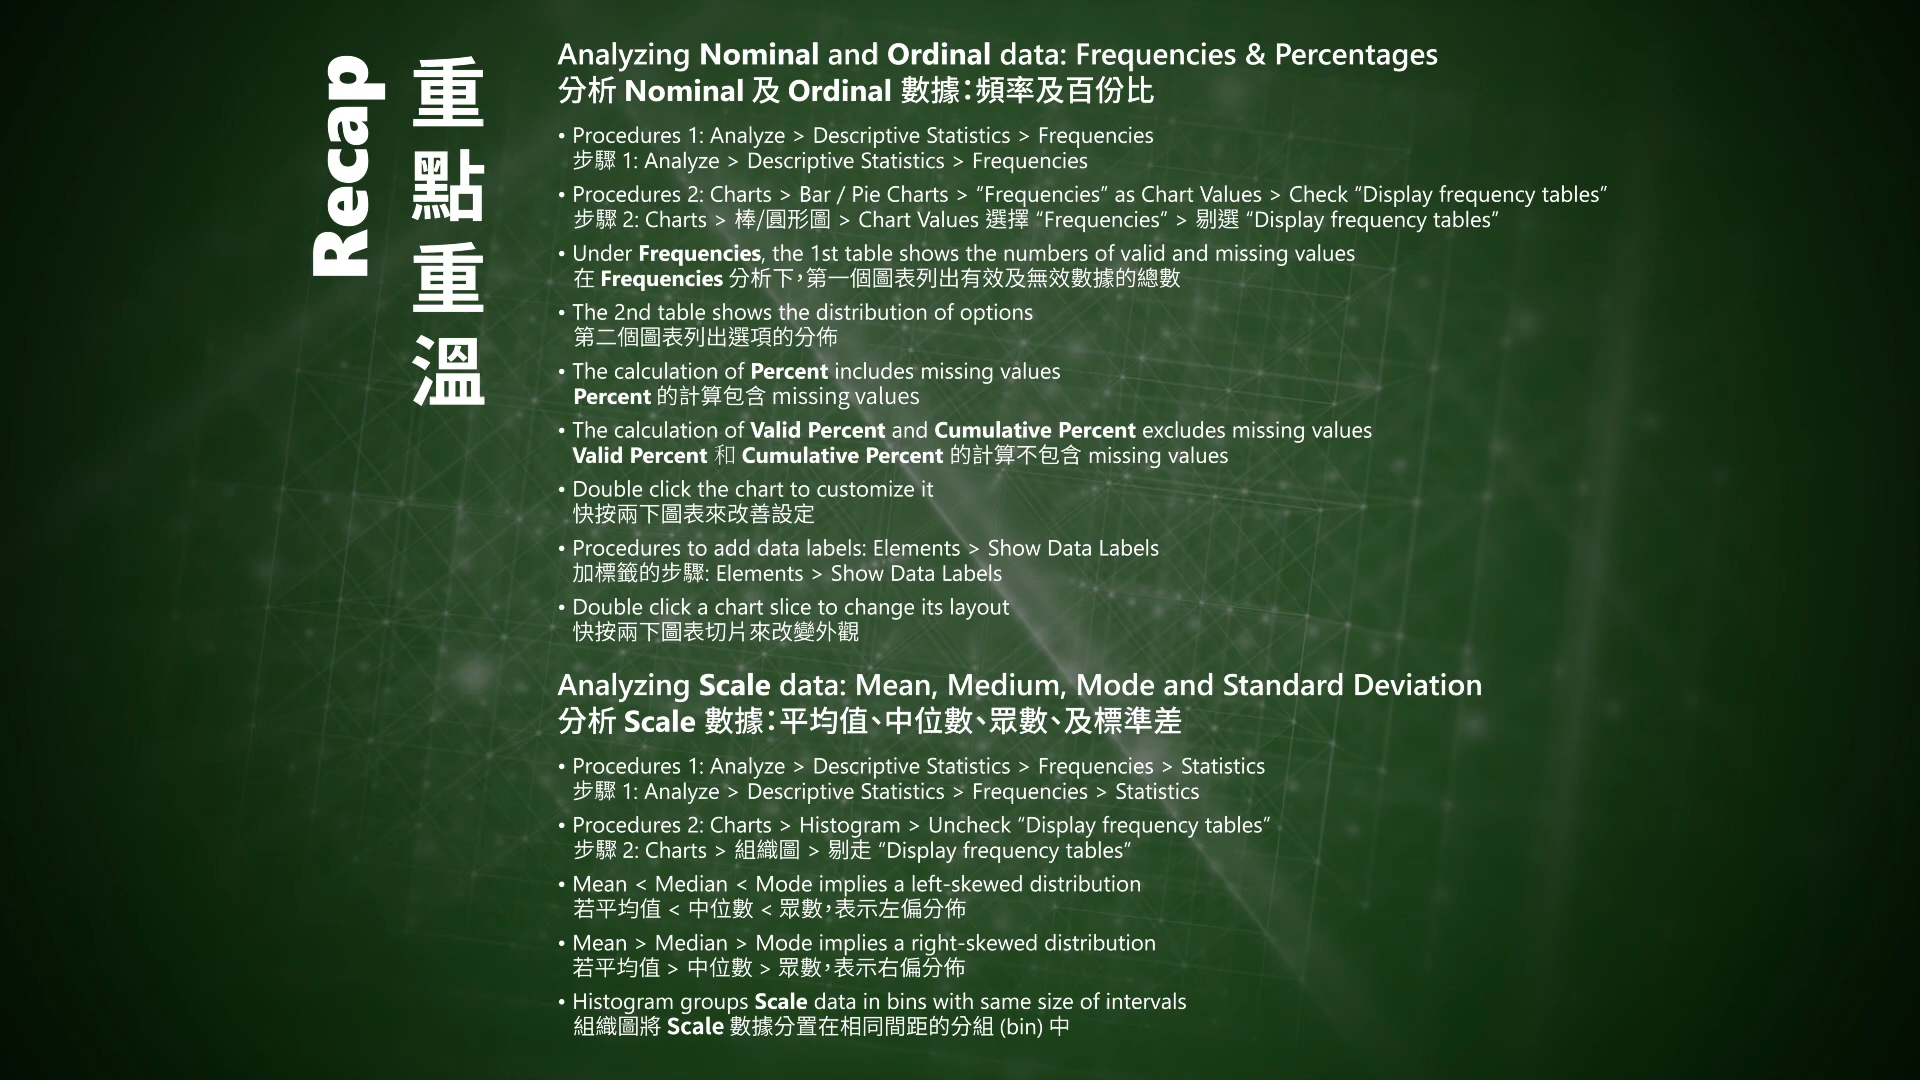 Recap
重點重溫
Analyzing Nominal and Ordinal data: Frequencies & Percentages
分析 Nominal 及 Ordinal 數據：頻率及百份比
• Procedures 1: Analyze > Descriptive Statistics > Frequencies
步驟 1: Analyze > Descriptive Statistics > Frequencies
• Procedures 2: Charts > Bar / Pie Charts > “Frequencies” as Chart Values > Check “Display frequency tables”
步驟 2: Charts > 棒/圓形圖 > Chart Values 選擇 “Frequencies” > 剔選 “Display frequency tables”
• Under Frequencies, the 1st table shows the numbers of valid and missing values
在 Frequencies 分析下，第一個圖表列出有效及無效數據的總數
• The 2nd table shows the distribution of options
第二個圖表列出選項的分佈
• The calculation of Percent includes missing values
Percent 的計算包含 missing values
• The calculation of Valid Percent and Cumulative Percent excludes missing values
Valid Percent 和 Cumulative Percent 的計算不包含 missing values
• Double click the chart to customize it
快按兩下圖表來改善設定
• Procedures to add data labels: Elements > Show Data Labels
加標籤的步驟: Elements > Show Data Labels
• Double click a chart slice to change its layout
快按兩下圖表切片來改變外觀
Analyzing Scale data: Mean, Medium, Mode and Standard Deviation
分析 Scale 數據：平均值、中位數、眾數、及標準差
• Procedures 1: Analyze > Descriptive Statistics > Frequencies > Statistics
步驟 1: Analyze > Descriptive Statistics > Frequencies > Statistics
• Procedures 2: Charts > Histogram > Uncheck “Display frequency tables”
步驟 2: Charts > 組織圖 > 剔走 “Display frequency tables”
• Mean < Median < Mode implies a left-skewed distribution
若平均值 < 中位數 < 眾數，表示左偏分佈
• Mean > Median > Mode implies a right-skewed distribution
若平均值 > 中位數 > 眾數，表示右偏分佈
• Histogram groups Scale data in bins with same size of intervals
組織圖將 Scale 數據分置在相同間距的分組 (bin) 中